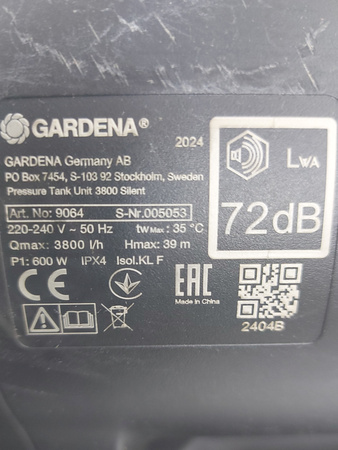 GARDENA®
2024
GARDENA Germany AB
PO Box 7454, S-103 92 Stockholm, Sweden
Pressure Tank Unit 3800 Silent
Art. No: 9064 S-Nr.005053
220-240 V ~ 50 Hz tw Max : 35 °C
Qmax: 3800 l/h Hmax: 39 m
P1: 600 W IPX4 Isol.KL F
LWA
72dB
CE
EAC
Made in China
2404B